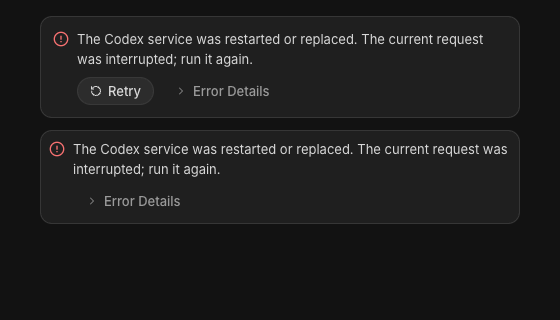 The Codex service was restarted or replaced. The current request
was interrupted; run it again.
Retry
Error Details
The Codex service was restarted or replaced. The current request was
interrupted; run it again.
Error Details